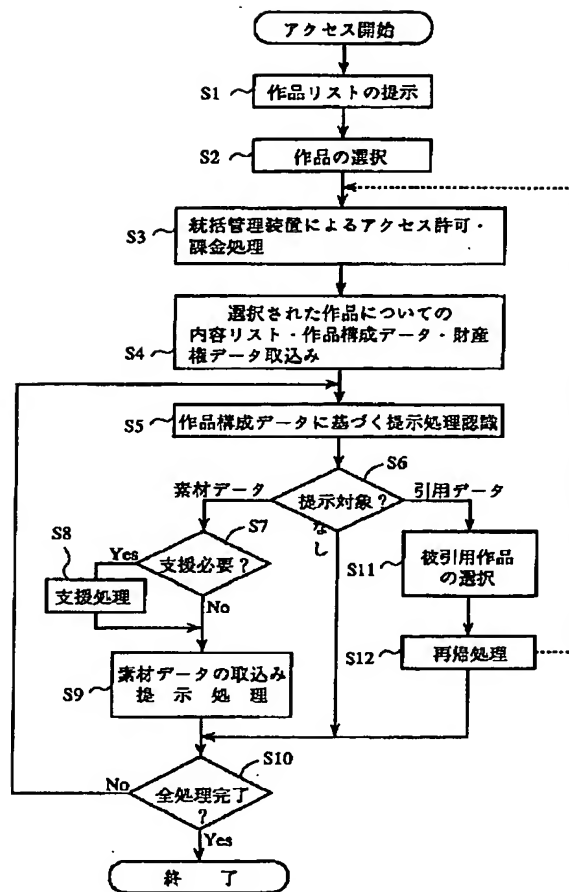 アクセス開始
S1
作品リストの提示
S2
作品の選択
S3
統括管理装置によるアクセス許可・
課金処理
S4
選択された作品についての
内容リスト・作品構成データ・財産
権データ取込み
S5
作品構成データに基づく提示処理認識
S6
提示対象?
素材データ
なし
引用データ
S7
支援必要?
Yes
No
S8
支援処理
S9
素材データの取込み
提示処理
S11
被引用作品
の選択
S12
再帰処理
S10
全処理完了
?
No
Yes
終了